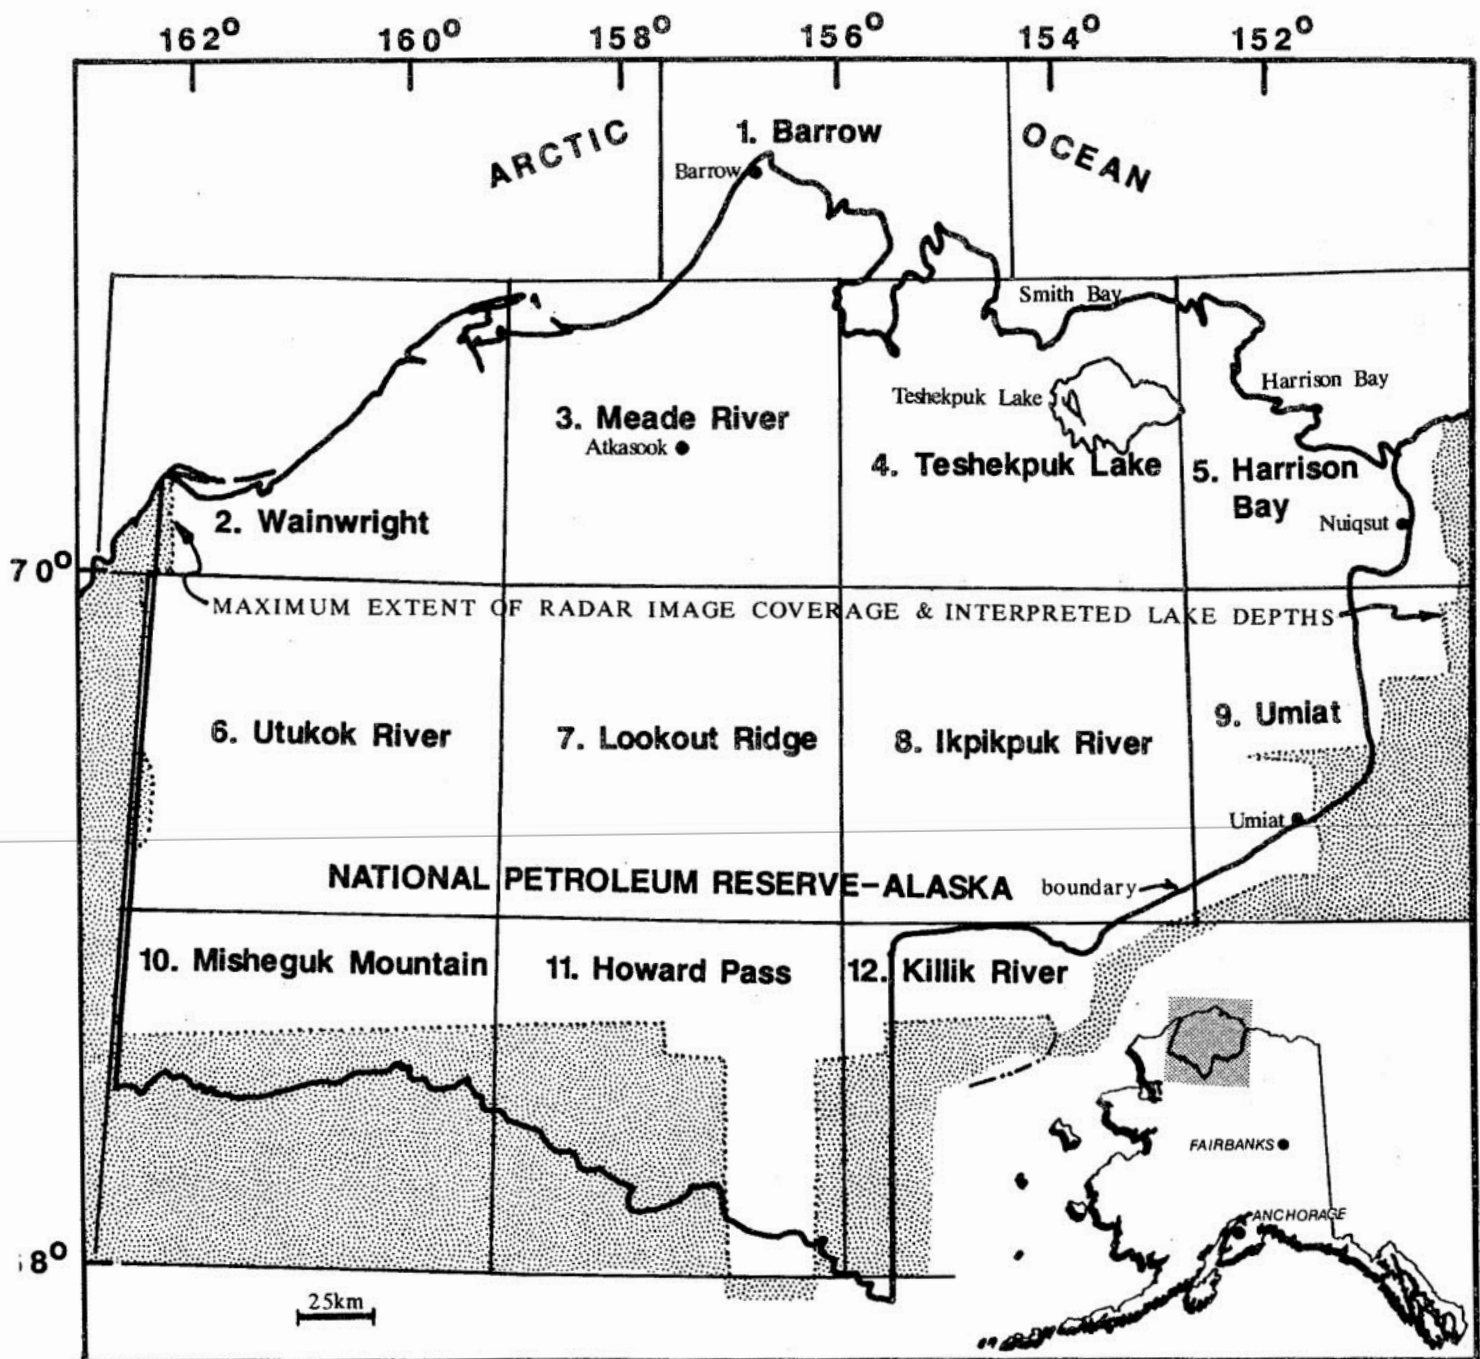 162° 160° 158° 156° 154° 152°
ARCTIC
OCEAN
1. Barrow
Barrow
Smith Bay
Harrison Bay
Teshekpuk Lake
3. Meade River
Atkasook
4. Teshekpuk Lake
5. Harrison
Bay
2. Wainwright
Nuiqsut
70°
MAXIMUM EXTENT OF RADAR IMAGE COVERAGE & INTERPRETED LAKE DEPTHS
9. Umiat
6. Utukok River
7. Lookout Ridge
8. Ikpikpuk River
Umiat
NATIONAL PETROLEUM RESERVE-ALASKA
boundary
10. Misheguk Mountain
11. Howard Pass
12. Killik River
FAIRBANKS
ANCHORAGE
8°
25km